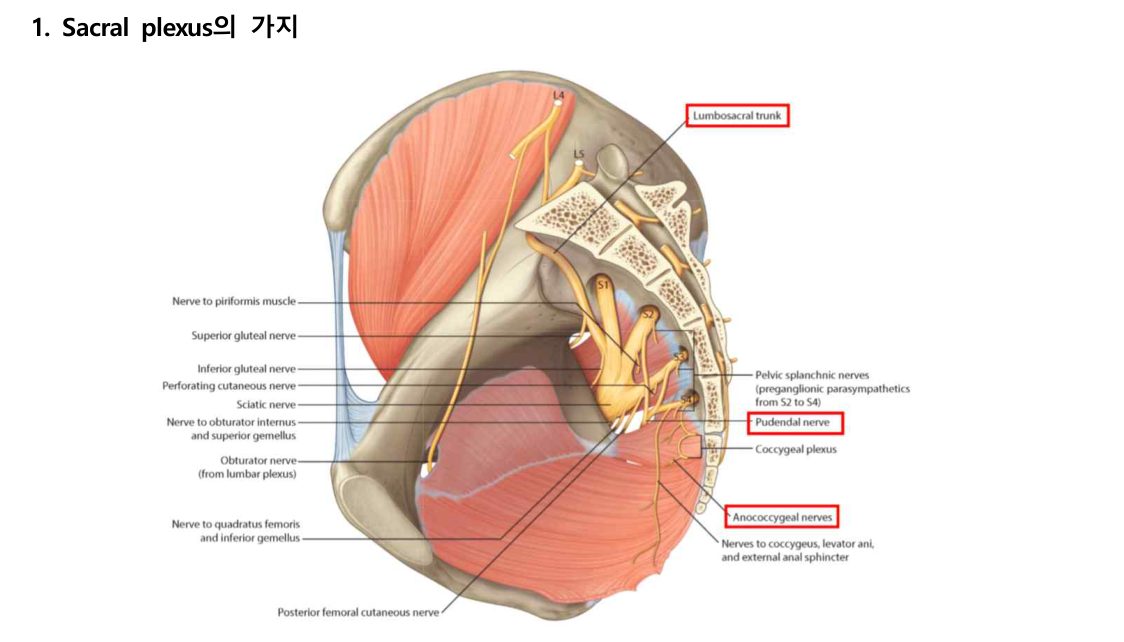 1. Sacral plexus의 가지
L4
Lumbosacral trunk
L5
S1
S2
S3
S4
Nerve to piriformis muscle
Superior gluteal nerve
Inferior gluteal nerve
Perforating cutaneous nerve
Sciatic nerve
Nerve to obturator internus
and superior gemellus
Obturator nerve
(from lumbar plexus)
Nerve to quadratus femoris
and inferior gemellus
Posterior femoral cutaneous nerve
Pelvic splanchnic nerves
(preganglionic parasympathetics
from S2 to S4)
Pudendal nerve
Coccygeal plexus
Anococcygeal nerves
Nerves to coccygeus, levator ani,
and external anal sphincter